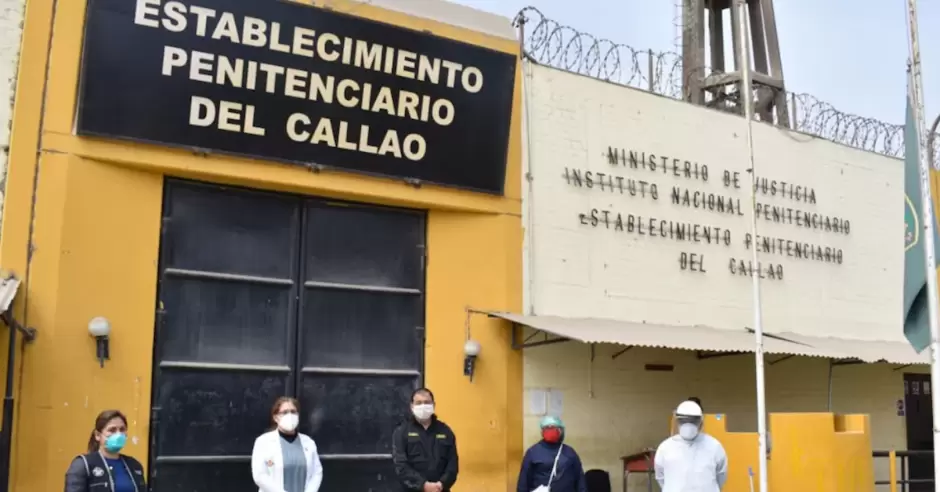 ESTABLECIMIENTO
PENITENCIARIO
DEL CALLAO
MINISTERIO DE JUSTICIA
INSTITUTO NACIONAL PENITENCIARIO
ESTABLECIMIENTO PENITENCIARIO
DEL CALLAO